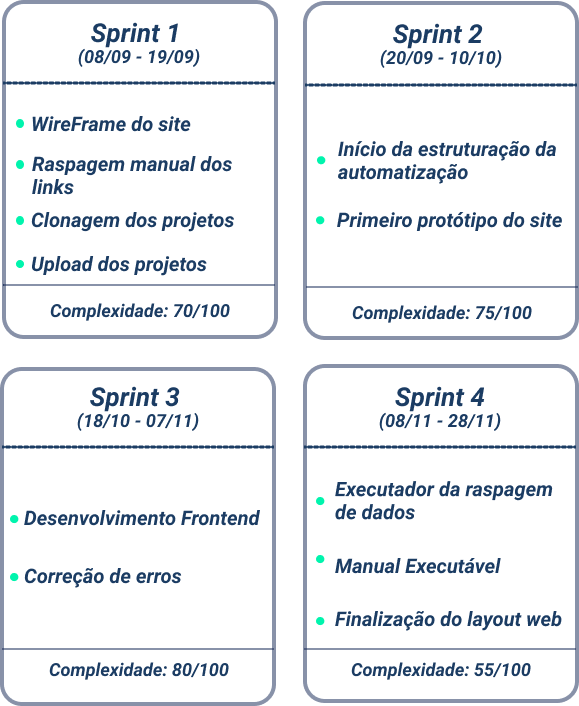 Sprint 1
(08/09 - 19/09)
WireFrame do site
Raspagem manual dos
links
Clonagem dos projetos
Upload dos projetos
Complexidade: 70/100
Sprint 2
(20/09 - 10/10)
Início da estruturação da
automatização
Primeiro protótipo do site
Complexidade: 75/100
Sprint 3
(18/10 - 07/11)
Desenvolvimento Frontend
Correção de erros
Complexidade: 80/100
Sprint 4
(08/11 - 28/11)
Executador da raspagem
de dados
Manual Executável
Finalização do layout web
Complexidade: 55/100